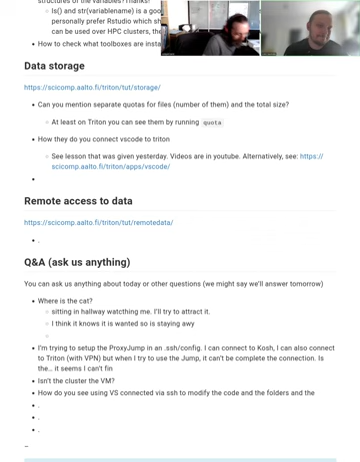 structures of the variables?Thanks!
ls() and str(variablename) is a goo
personally prefer Rstudio which sh
can be used over HPC clusters, the
How to check what toolboxes are insta
Data storage
https://scicomp.aalto.fi/triton/tut/storage/
Can you mention separate quotas for files (number of them) and the total size?
At least on Triton you can see them by running quota
How they do you connect vscode to triton
See lesson that was given yesterday. Videos are in youtube. Alternatively, see: https://
scicomp.aalto.fi/triton/apps/vscode/
Remote access to data
https://scicomp.aalto.fi/triton/tut/remotedata/
.
Q&A (ask us anything)
You can ask us anything about today or other questions (we might say we'll answer tomorrow)
Where is the cat?
sitting in hallway watcthing me. I'll try to attract it.
I think it knows it is wanted so is staying awy
I'm trying to setup the ProxyJump in an .ssh/config. I can connect to Kosh, I can also connect
to Triton (with VPN) but when I try to use the Jump, it can't be complete the connection. Is
the… it seems I can't fin
Isn't the cluster the VM?
How do you see using VS connected via ssh to modify the code and the folders and the
.
.
.
–